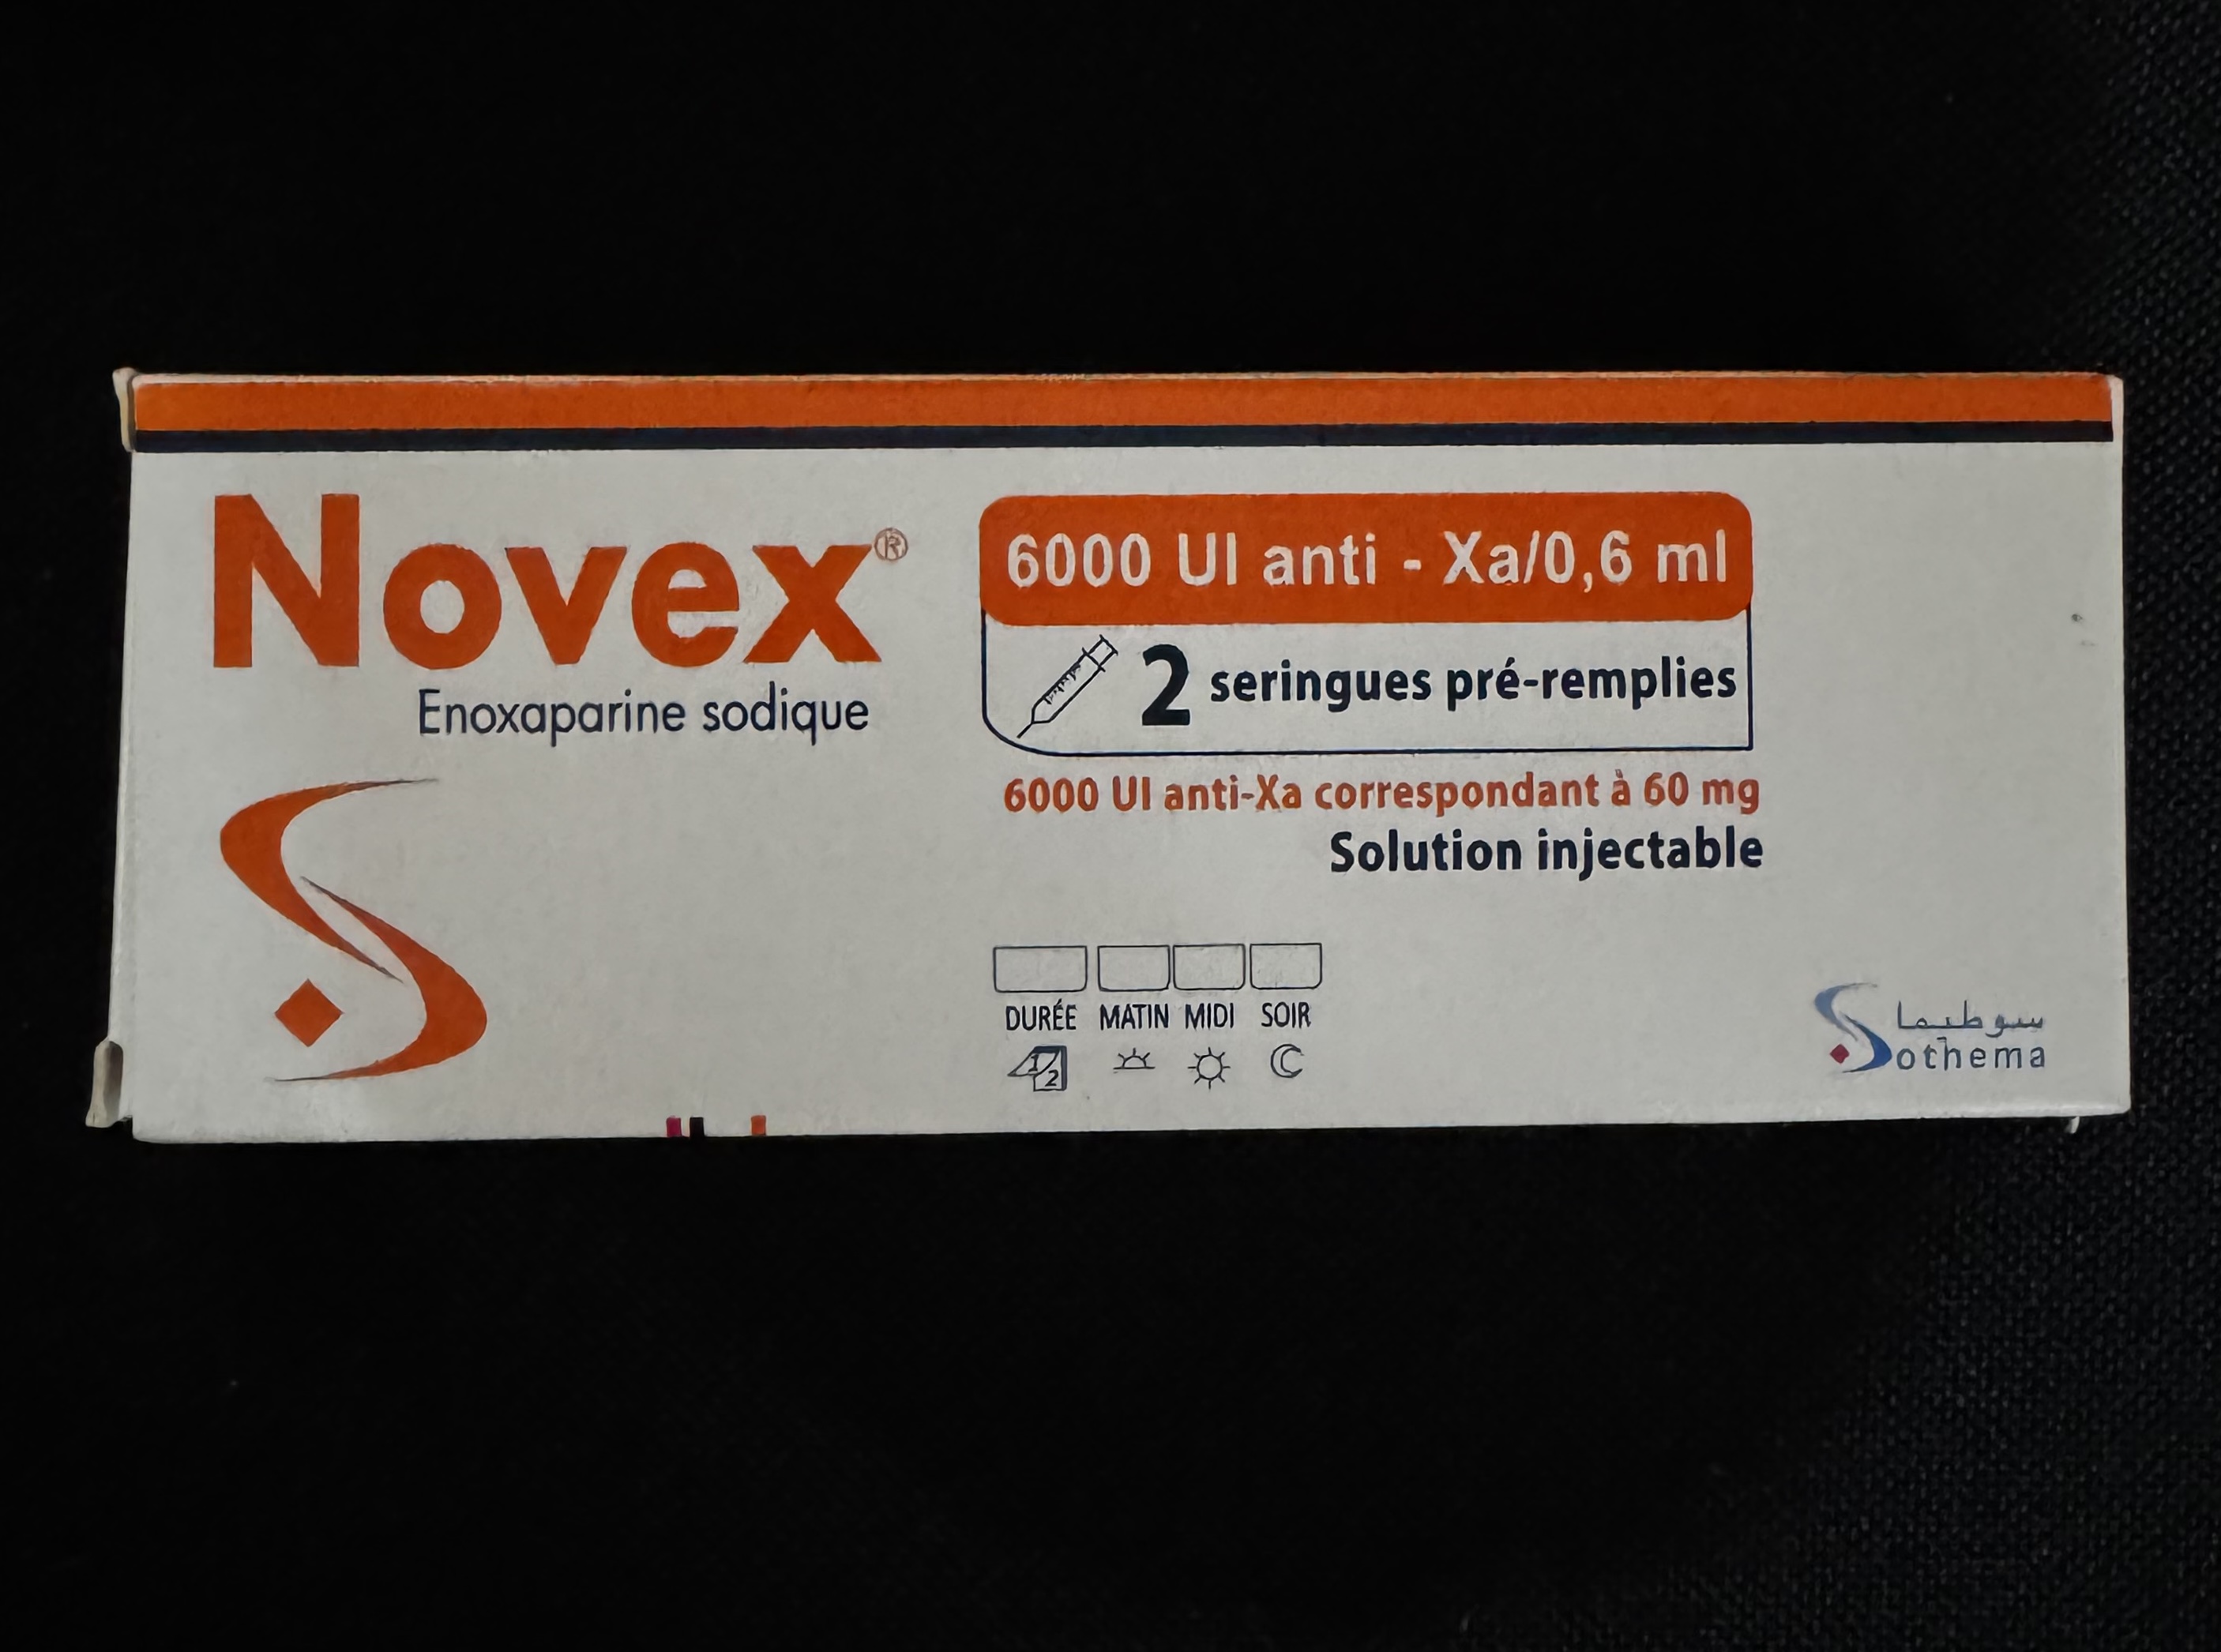 Novex®
Enoxaparine sodique
6000 UI anti - Xa/0,6 ml
2 seringues pré-remplies
6000 UI anti-Xa correspondant à 60 mg
Solution injectable
DURÉE MATIN MIDI SOIR
1 2
سوطيما
Sothema